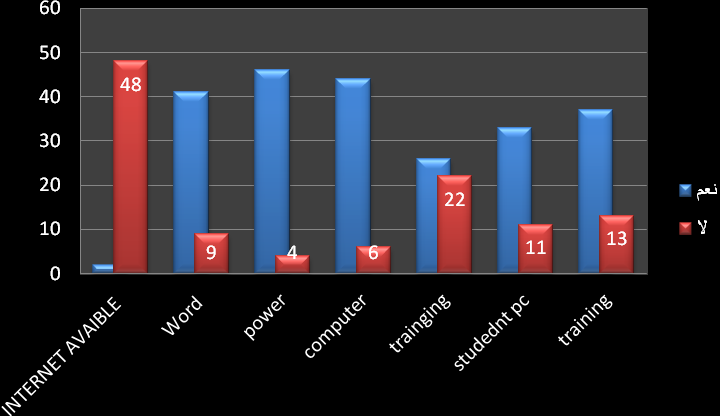 60
50
40
30
20
10
0
48
9
4
6
22
11
13
INTERNET AVAIBLE
Word
power
computer
trainging
studednt pc
training
نعم
لا